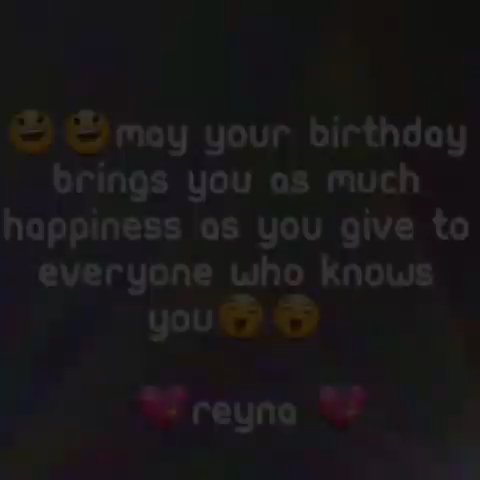 😃😃may your birthday
brings you as much
happiness as you give to
everyone who knows
you😄😄
💖reyna 💖